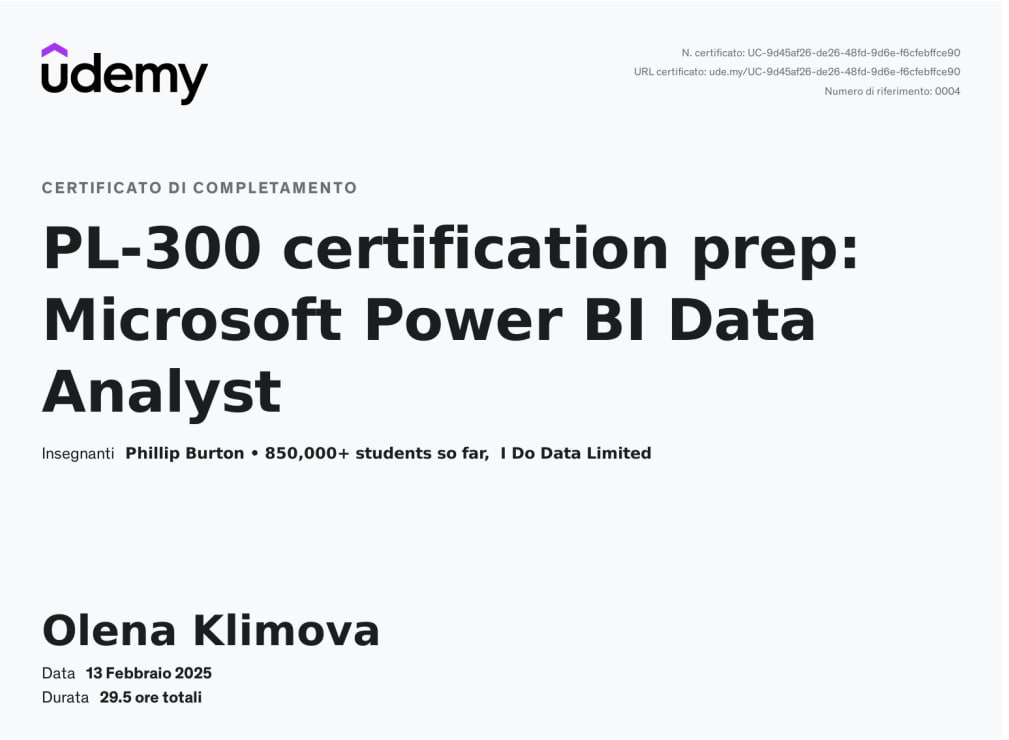 udemy
N. certificato: UC-9d45af26-de26-48fd-9d6e-f6cfebffce90
URL certificato: ude.my/UC-9d45af26-de26-48fd-9d6e-f6cfebffce90
Numero di riferimento: 0004
CERTIFICATO DI COMPLETAMENTO
PL-300 certification prep:
Microsoft Power BI Data
Analyst
Insegnanti Phillip Burton • 850,000+ students so far, I Do Data Limited
Olena Klimova
Data 13 Febbraio 2025
Durata 29.5 ore totali